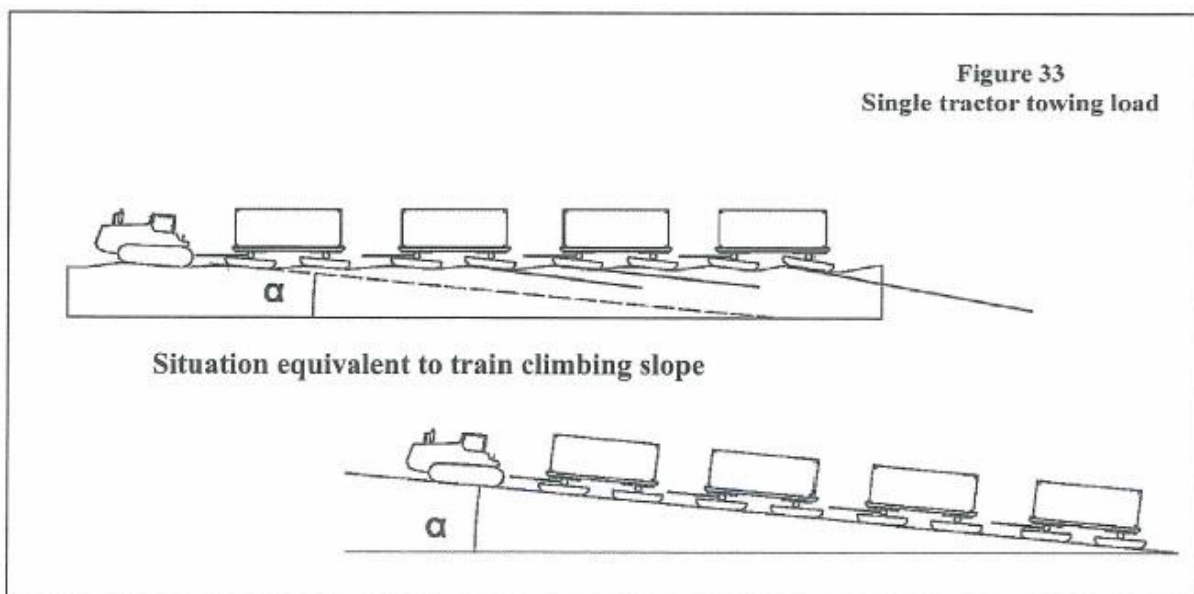 Figure 33
Single tractor towing load
α
Situation equivalent to train climbing slope
α